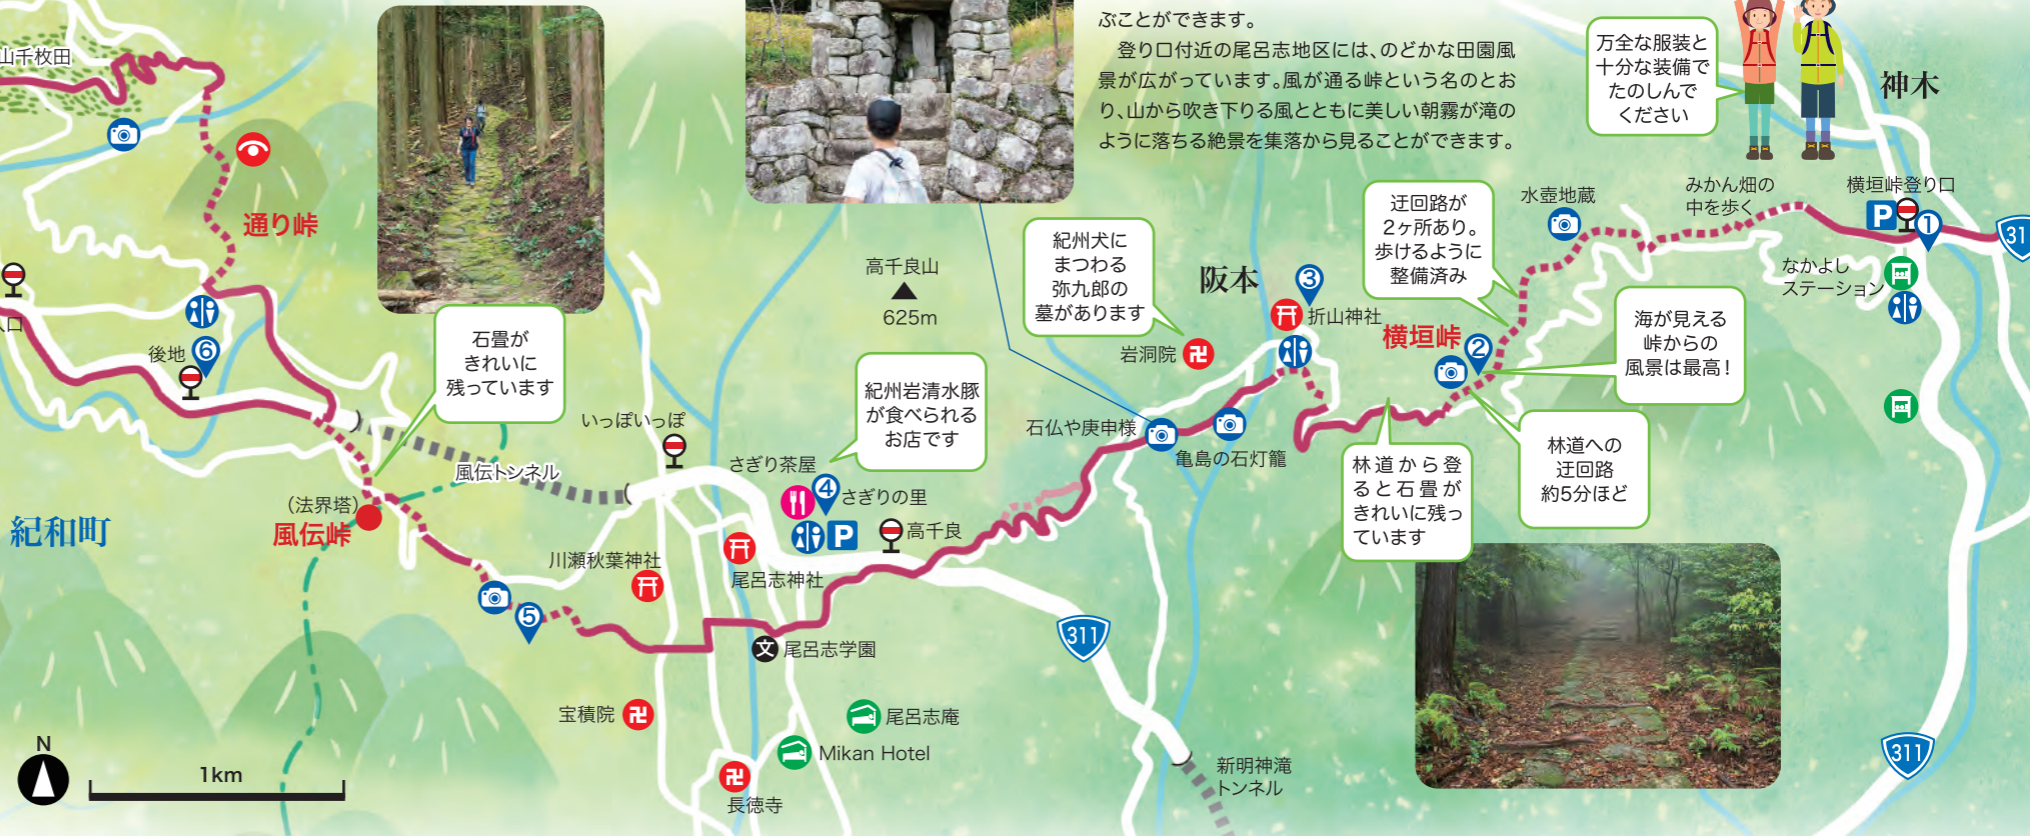 ぶことができます。
　登り口付近の尾呂志地区には、のどかな田園風
景が広がっています。風が通る峠という名のとお
り、山から吹き下りる風とともに美しい朝霧が滝の
ように落ちる絶景を集落から見ることができます。
万全な服装と
十分な装備で
たのしんで
ください
神木
山千枚田
通り峠
水壺地蔵
みかん畑の
中を歩く
横垣峠登り口
P
①
311
なかよし
ステーション
迂回路が
2ヶ所あり。
歩けるように
整備済み
紀州犬に
まつわる
弥九郎の
墓があります
阪本
③
折山神社
岩洞院
横垣峠
②
海が見える
峠からの
風景は最高！
高千良山
625m
石畳が
きれいに
残っています
入口
後地
⑥
紀州岩清水豚
が食べられる
お店です
いっぽいっぽ
石仏や庚申様
亀島の石灯籠
林道から登
ると石畳が
きれいに残っ
ています
林道への
迂回路
約5分ほど
風伝トンネル
さぎり茶屋
④
さぎりの里
P
高千良
（法界塔）
風伝峠
紀和町
川瀬秋葉神社
尾呂志神社
⑤
文
尾呂志学園
311
宝積院
尾呂志庵
Mikan Hotel
長徳寺
新明神滝
トンネル
311
N
1km